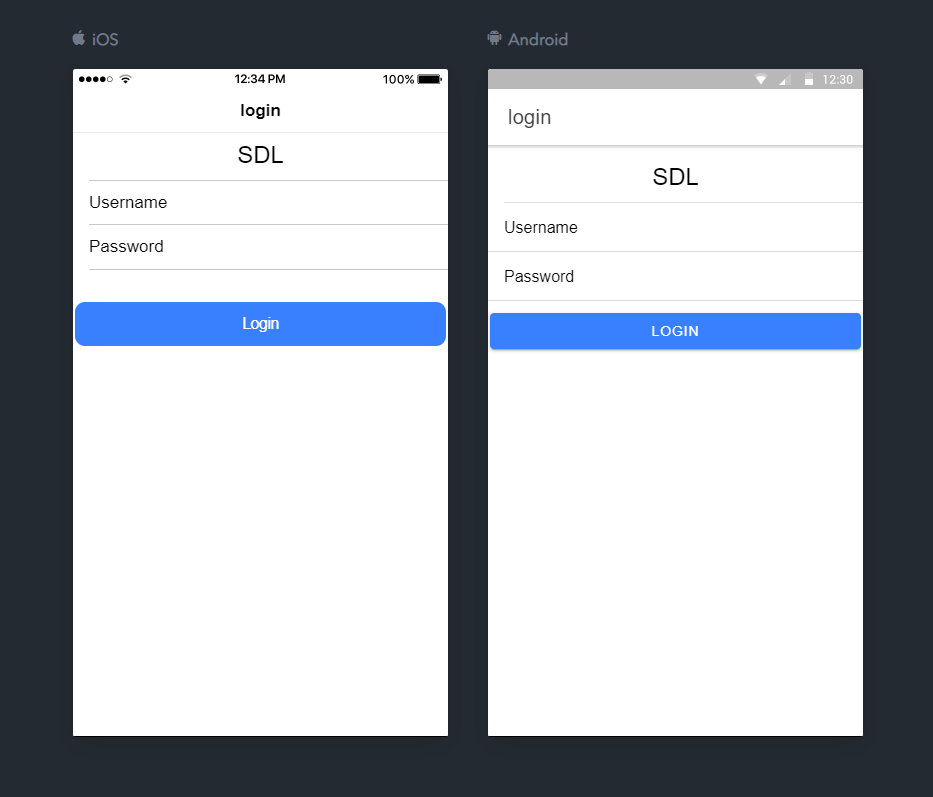 iOS
12:34 PM 100%
login
SDL
Username
Password
Login
Android
12:30
login
SDL
Username
Password
LOGIN